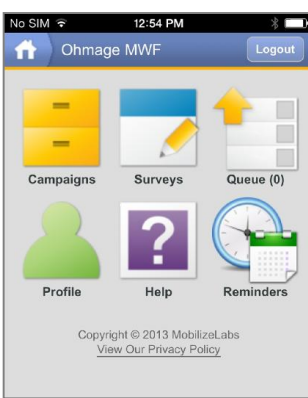 No SIM 12:54 PM
Ohmage MWF Logout
Campaigns Surveys Queue (0)
?
Profile Help Reminders
Copyright © 2013 MobilizeLabs
View Our Privacy Policy